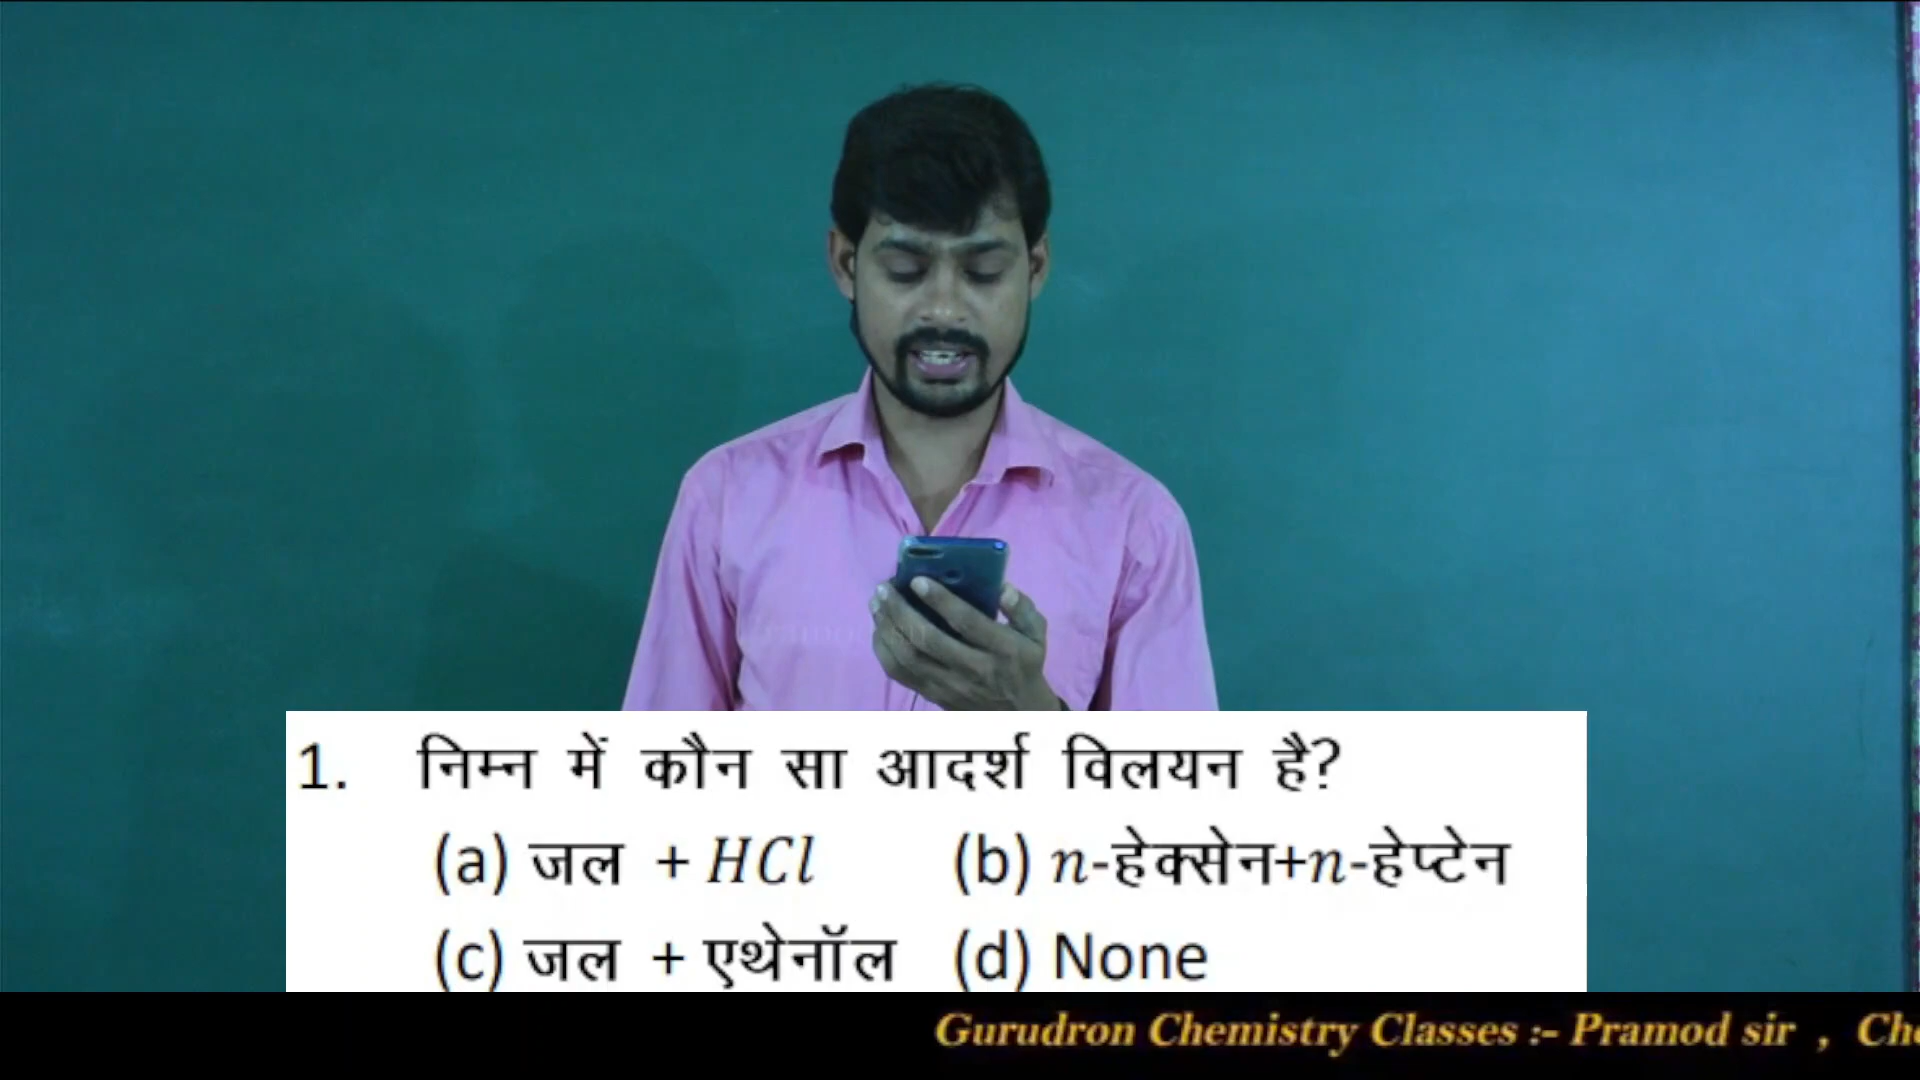 1. निम्न में कौन सा आदर्श विलयन है?
(a) जल + HCl (b) n-हेक्सेन+n-हेप्टेन
(c) जल + एथेनॉल (d) None
Gurudron Chemistry Classes :- Pramod sir ,